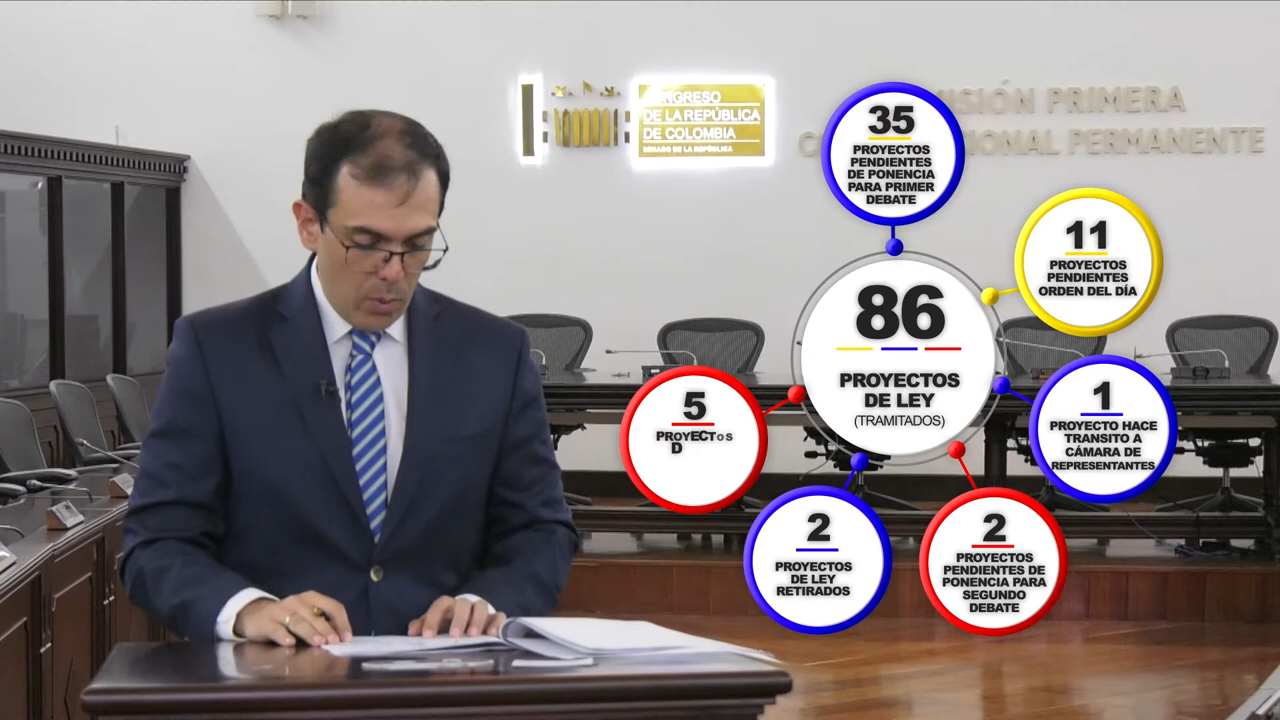 CONGRESO
DE LA REPÚBLICA
DE COLOMBIA
SENADO DE LA REPÚBLICA
PRIMERA
PERMANENTE
35
PROYECTOS
PENDIENTES
DE PONENCIA
PARA PRIMER
DEBATE
11
PROYECTOS
PENDIENTES
ORDEN DEL DÍA
86
PROYECTOS
DE LEY
(TRAMITADOS)
1
PROYECTO HACE
TRANSITO A
CÁMARA DE
REPRESENTANTES
5
PROYECTOS
D
2
PROYECTOS
DE LEY
RETIRADOS
2
PROYECTOS
PENDIENTES DE
PONENCIA PARA
SEGUNDO
DEBATE